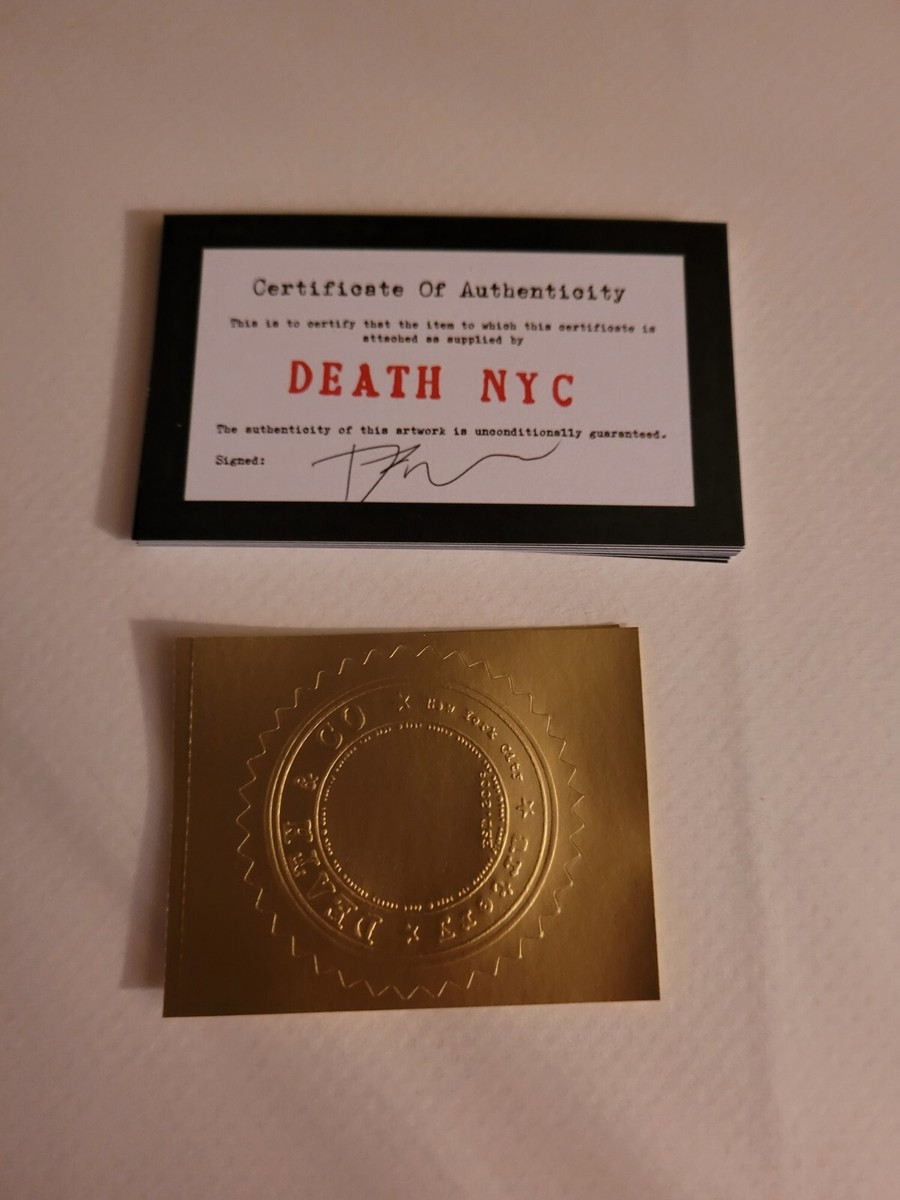 Certificate Of Authenticity
This is to certify that the item to which this certificate is
attached as supplied by
DEATH NYC
The authenticity of this artwork is unconditionally guaranteed.
Signed:
DEATH & CO ★ New York City ★